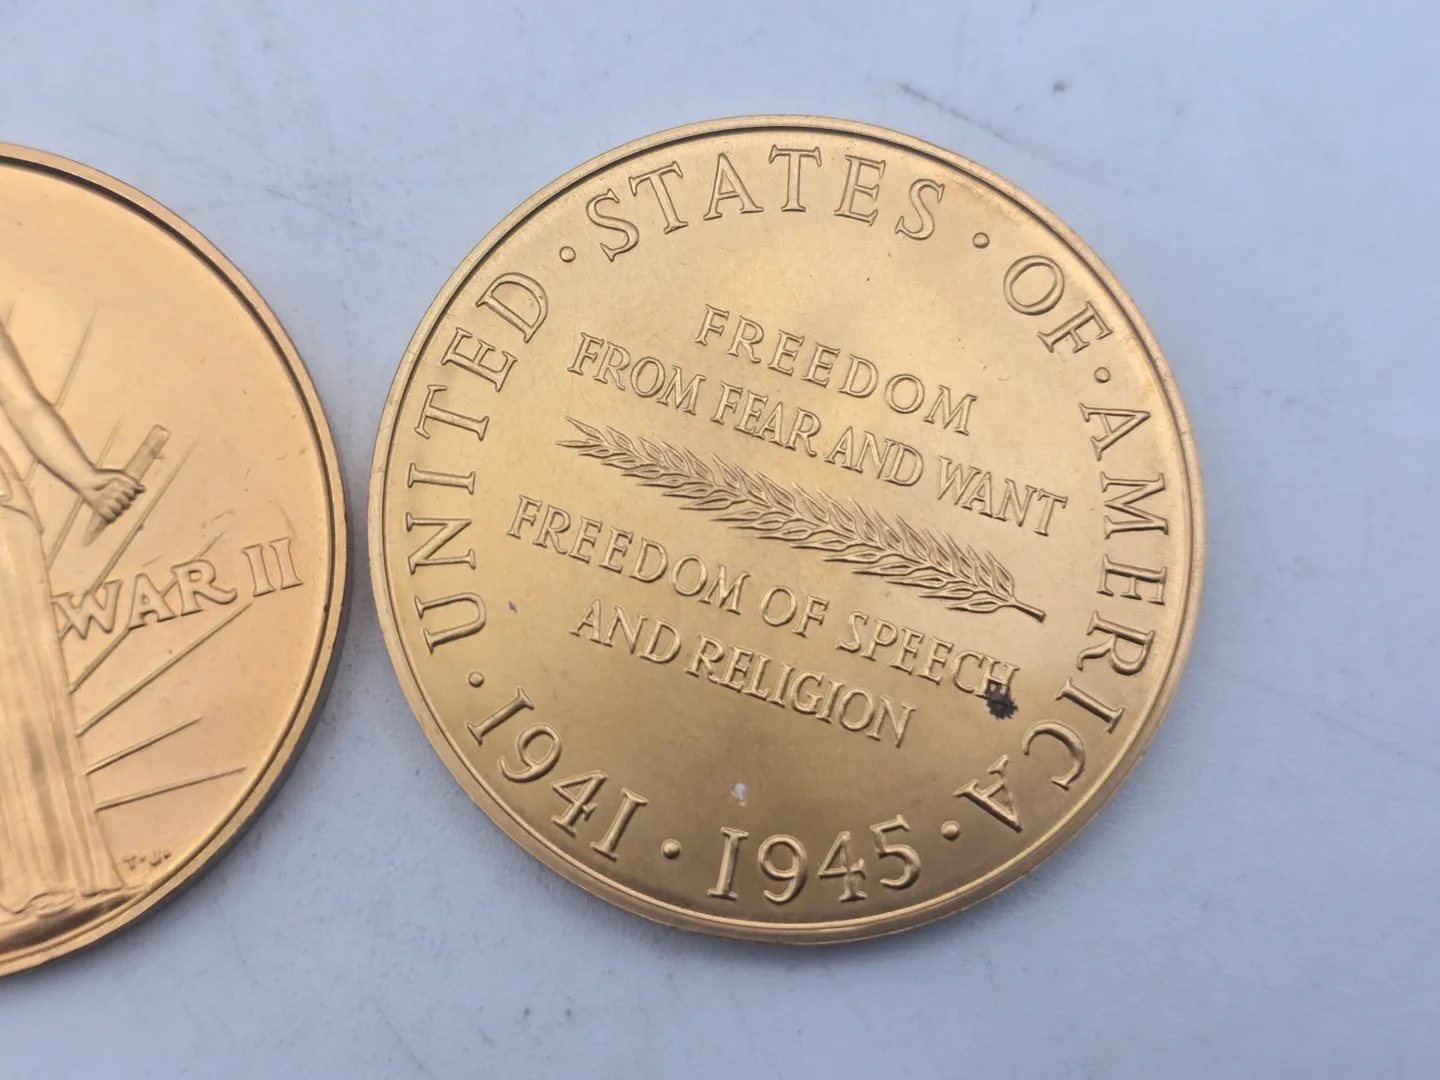 WAR II
T·J·
· UNITED · STATES · OF · AMERICA ·
FREEDOM
FROM FEAR AND WANT
FREEDOM OF SPEECH
AND RELIGION
1941 · 1945